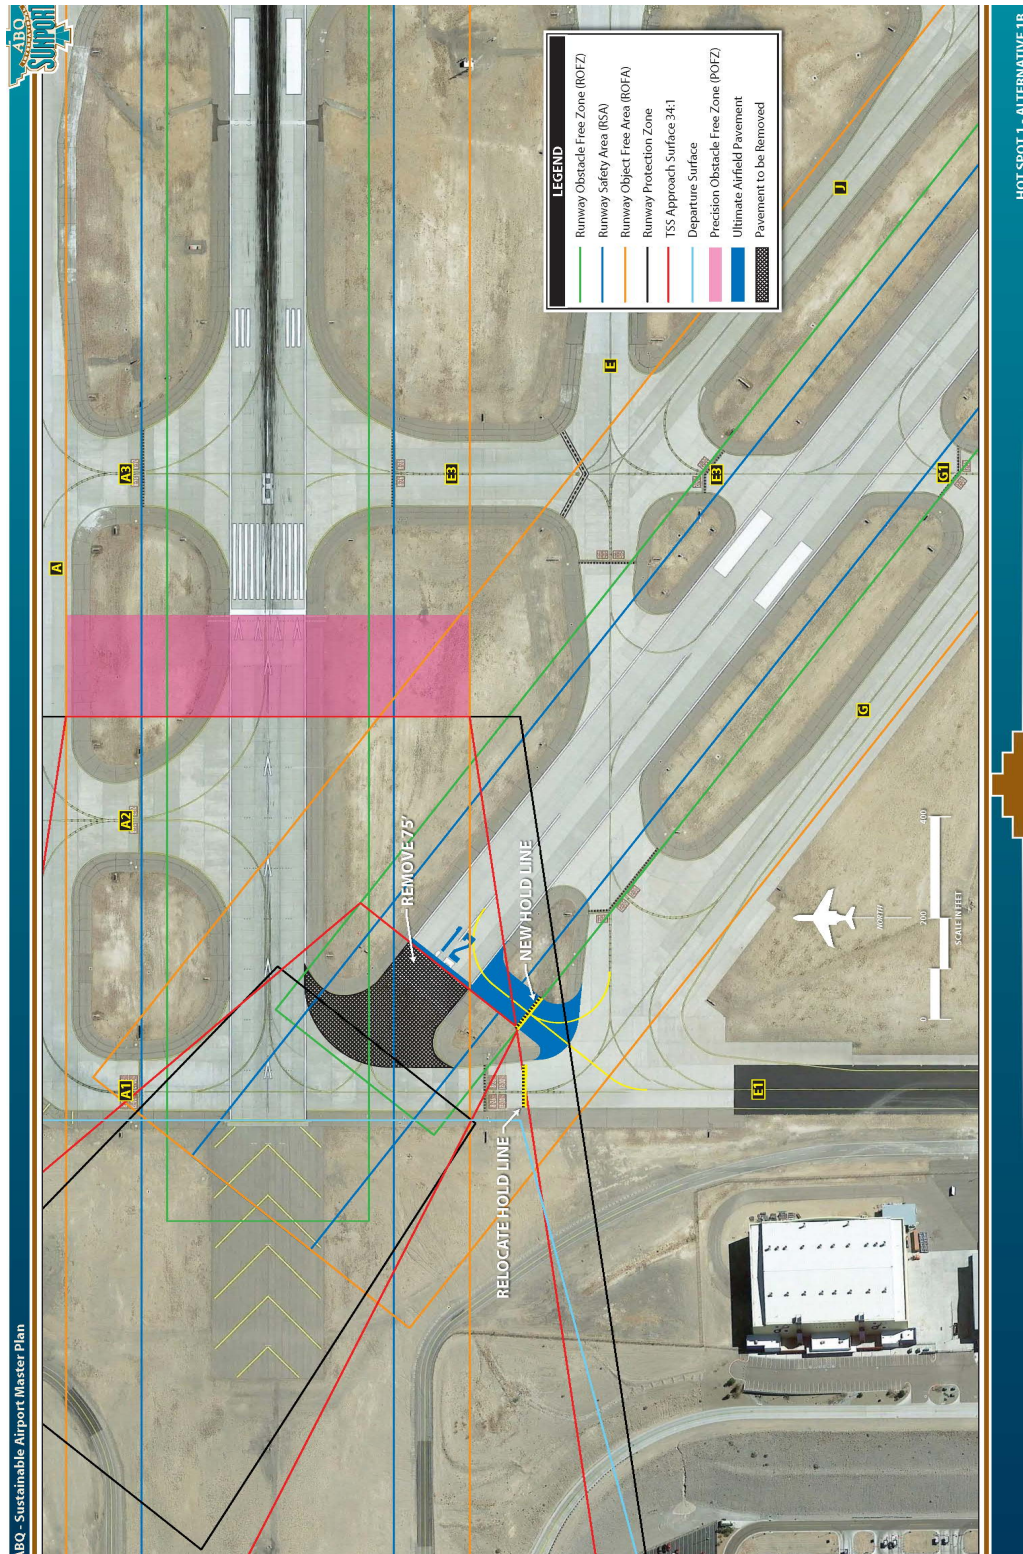 ABQ - Sustainable Airport Master Plan
ABQ
SUNPORT
LEGEND
Runway Obstacle Free Zone (ROFZ)
Runway Safety Area (RSA)
Runway Object Free Area (ROFA)
Runway Protection Zone
TSS Approach Surface 34:1
Departure Surface
Precision Obstacle Free Zone (POFZ)
Ultimate Airfield Pavement
Pavement to be Removed
A
A1
A2
A3
E3
E
J
E3
G1
G
E1
12
REMOVE 75'
NEW HOLD LINE
RELOCATE HOLD LINE
NORTH
0
200
400
SCALE IN FEET
HOT SPOT 1 - ALTERNATIVE 1B